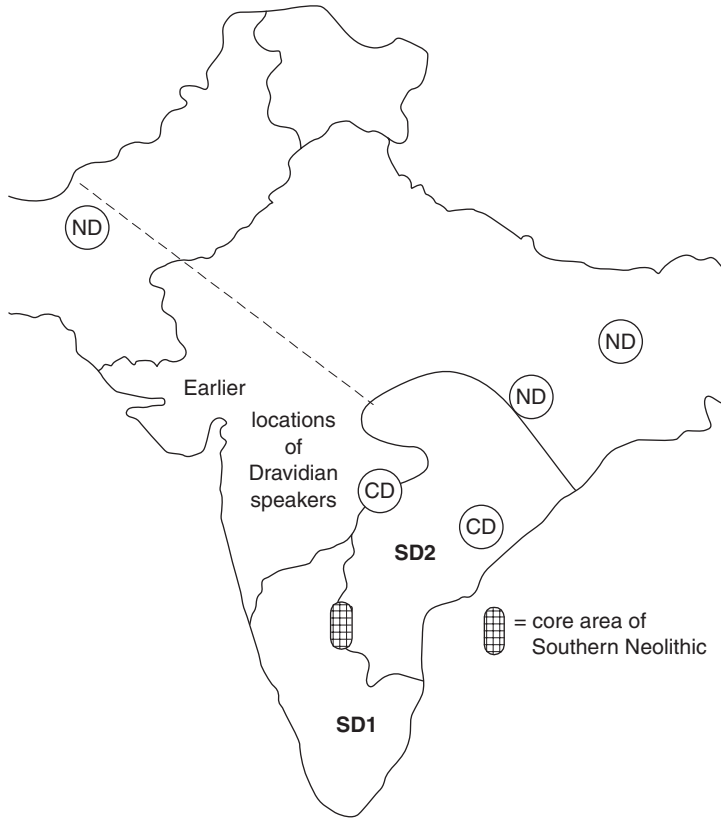 ND
ND
ND
Earlier
locations
of
Dravidian
speakers
CD
CD
SD2
= core area of
Southern Neolithic
SD1